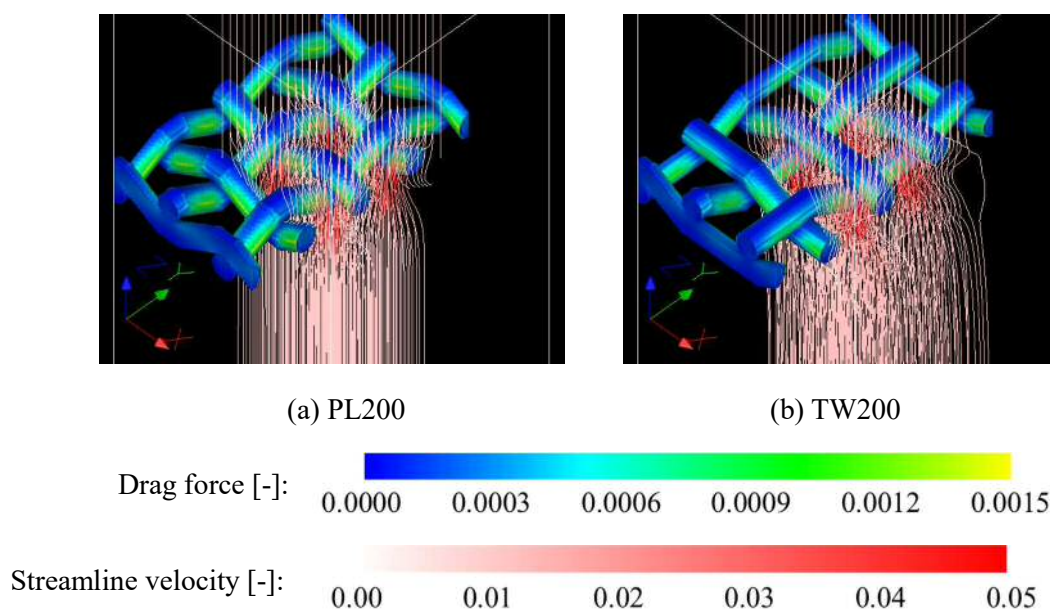 Z
Y
X
Z
Y
X
(a) PL200
(b) TW200
Drag force [-]:
0.0000 0.0003 0.0006 0.0009 0.0012 0.0015
Streamline velocity [-]:
0.00 0.01 0.02 0.03 0.04 0.05